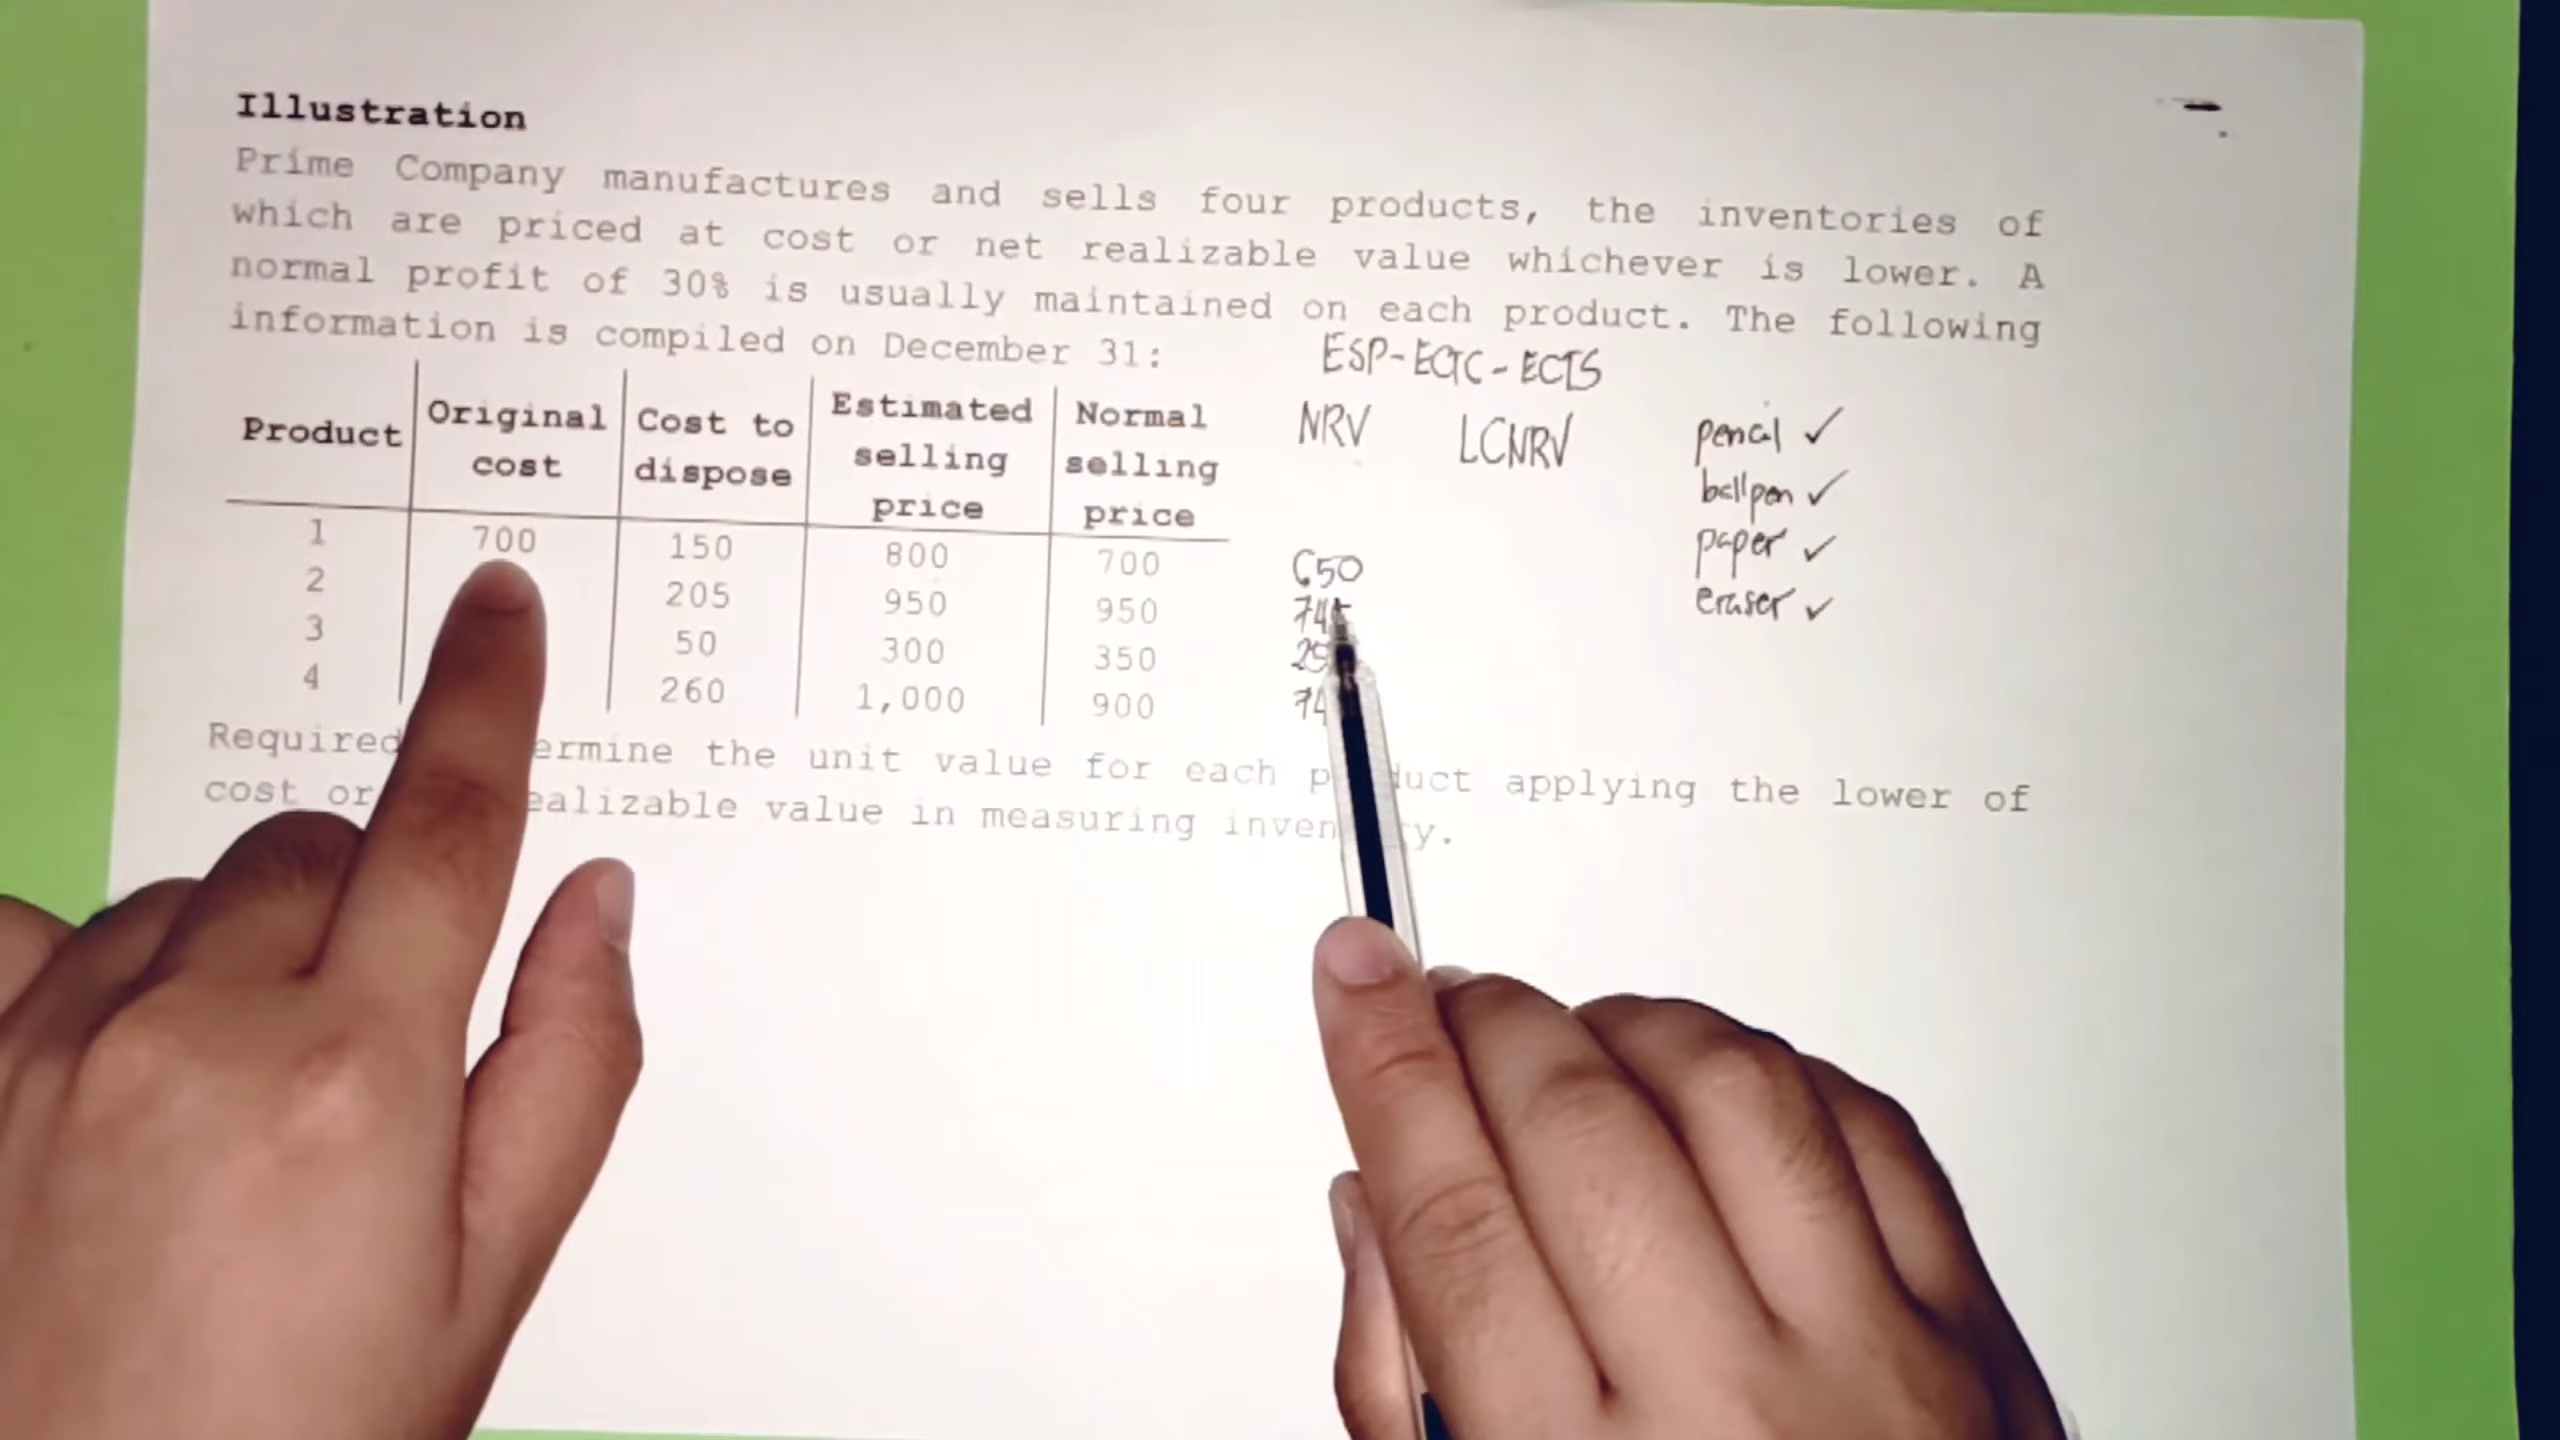 Illustration
Prime Company manufactures and sells four products, the inventories of
which are priced at cost or net realizable value whichever is lower. A
normal profit of 30% is usually maintained on each product. The following
information is compiled on December 31:
ESP-ECTC-ECTS
Product Original cost Cost to dispose Estimated selling price Normal selling price NRV LCNRV
1 700 150 800 700 650
2 205 950 950
3 50 300 350
4 260 1,000 900
pencil ✓
ballpen ✓
paper ✓
eraser ✓
Required the unit value for each applying the lower of
cost or value in measuring